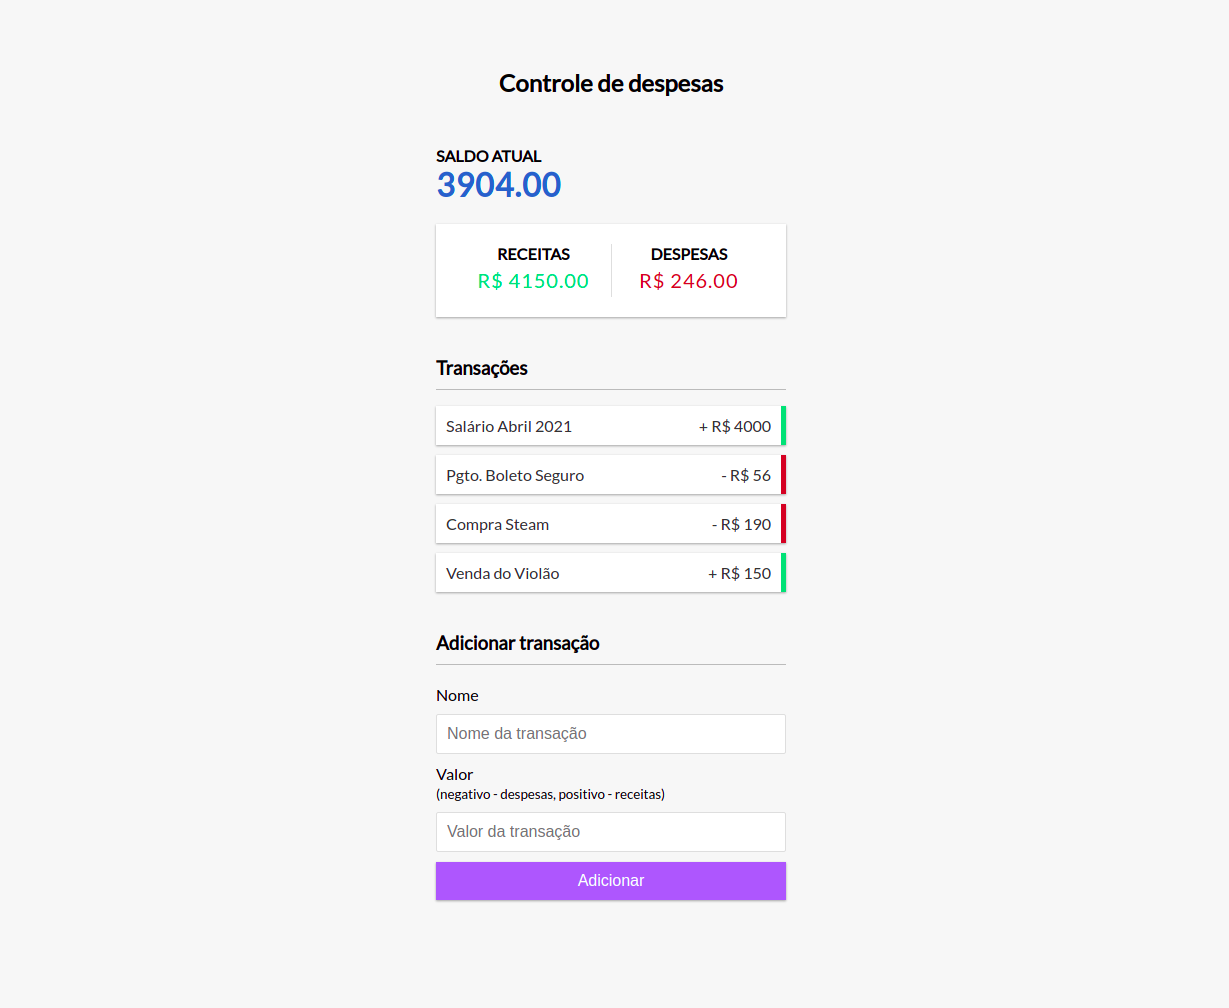 Controle de despesas
SALDO ATUAL
3904.00
RECEITAS DESPESAS
R$ 4150.00 R$ 246.00
Transações
Salário Abril 2021 + R$ 4000
Pgto. Boleto Seguro - R$ 56
Compra Steam - R$ 190
Venda do Violão + R$ 150
Adicionar transação
Nome
Nome da transação
Valor
(negativo - despesas, positivo - receitas)
Valor da transação
Adicionar